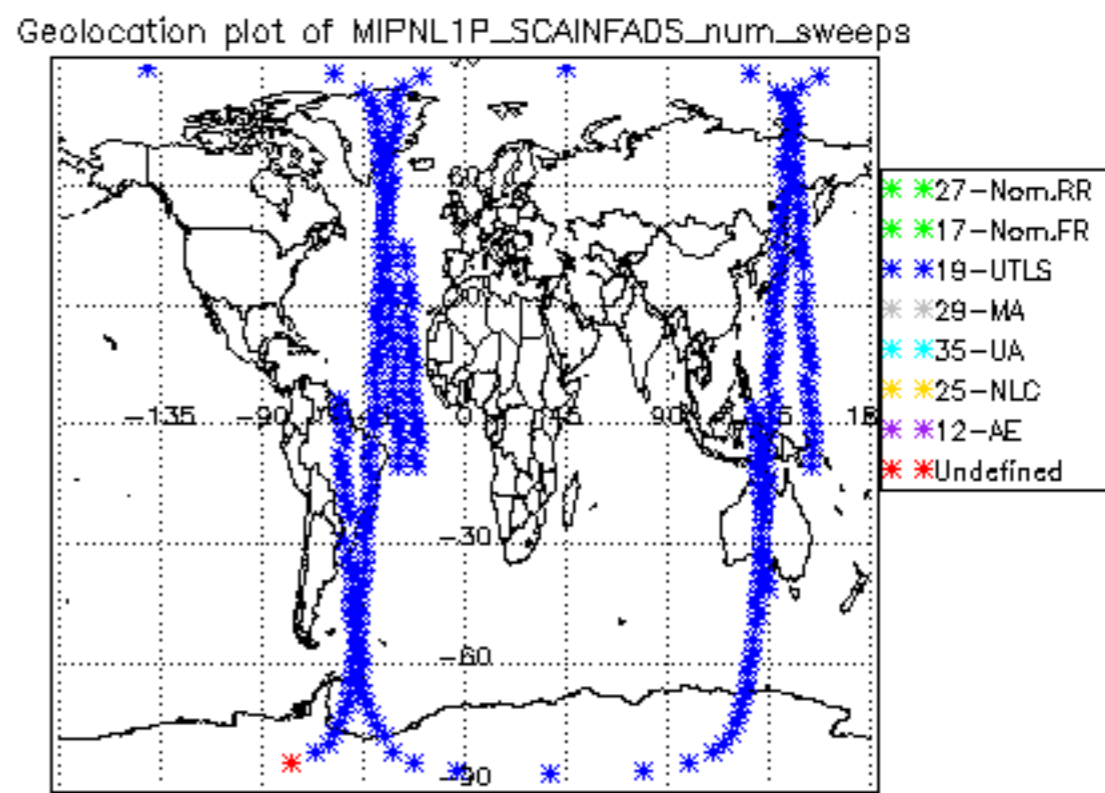 Geolocation plot of MIPNL1P_SCAINFADS_num_sweeps
60
-135
-90
0
90
-30
-60
-90
27-Nom.RR
17-Nom.FR
19-UTLS
29-MA
35-UA
25-NLC
12-AE
Undefined